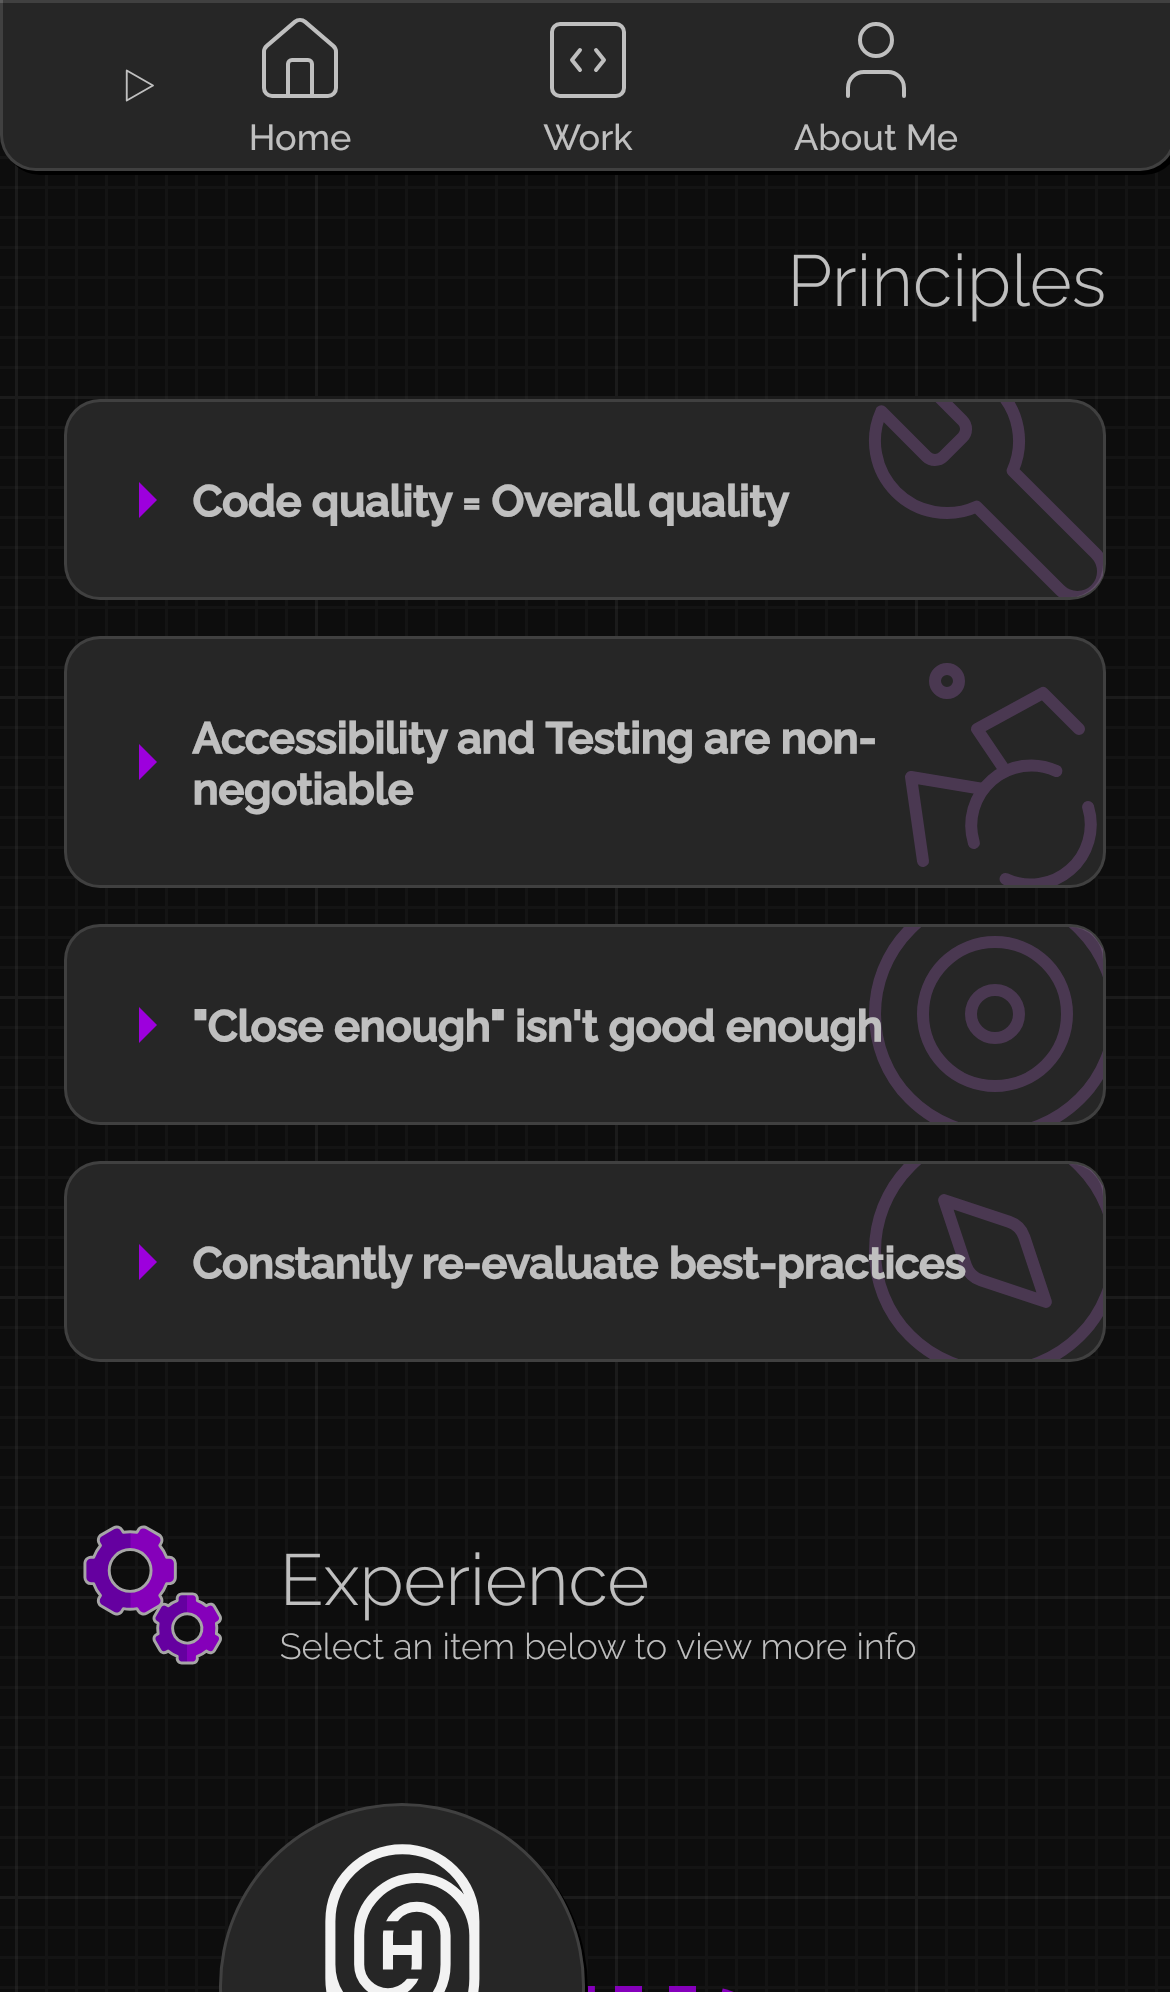 Home
Work
About Me
Principles
Code quality = Overall quality
Accessibility and Testing are non-
negotiable
"Close enough" isn't good enough
Constantly re-evaluate best-practices
Experience
Select an item below to view more info
H